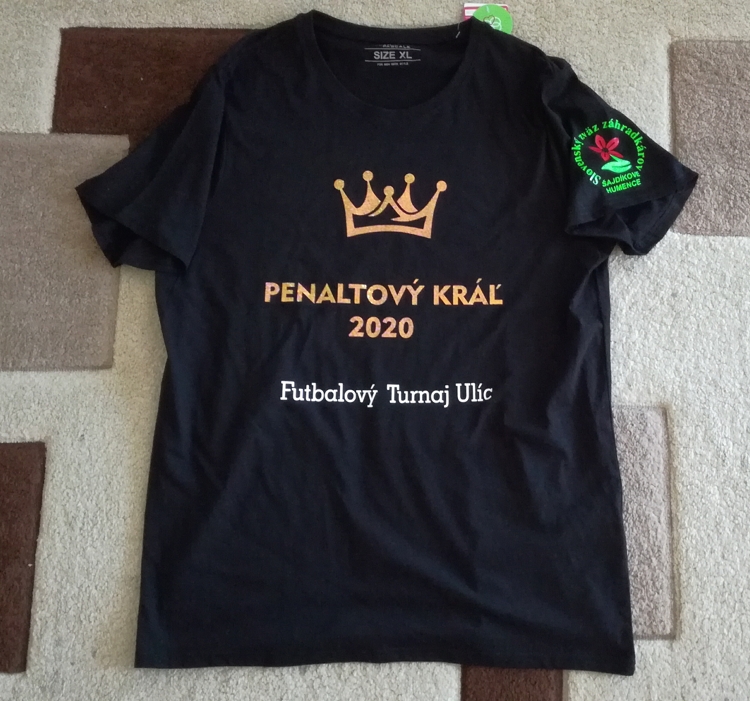 SIZE XL
PENALTOVÝ KRÁĽ
2020
Futbalový Turnaj Ulíc
Slovenský zväz záhradkárov
ŠAJDÍKOVE
HUMENCE